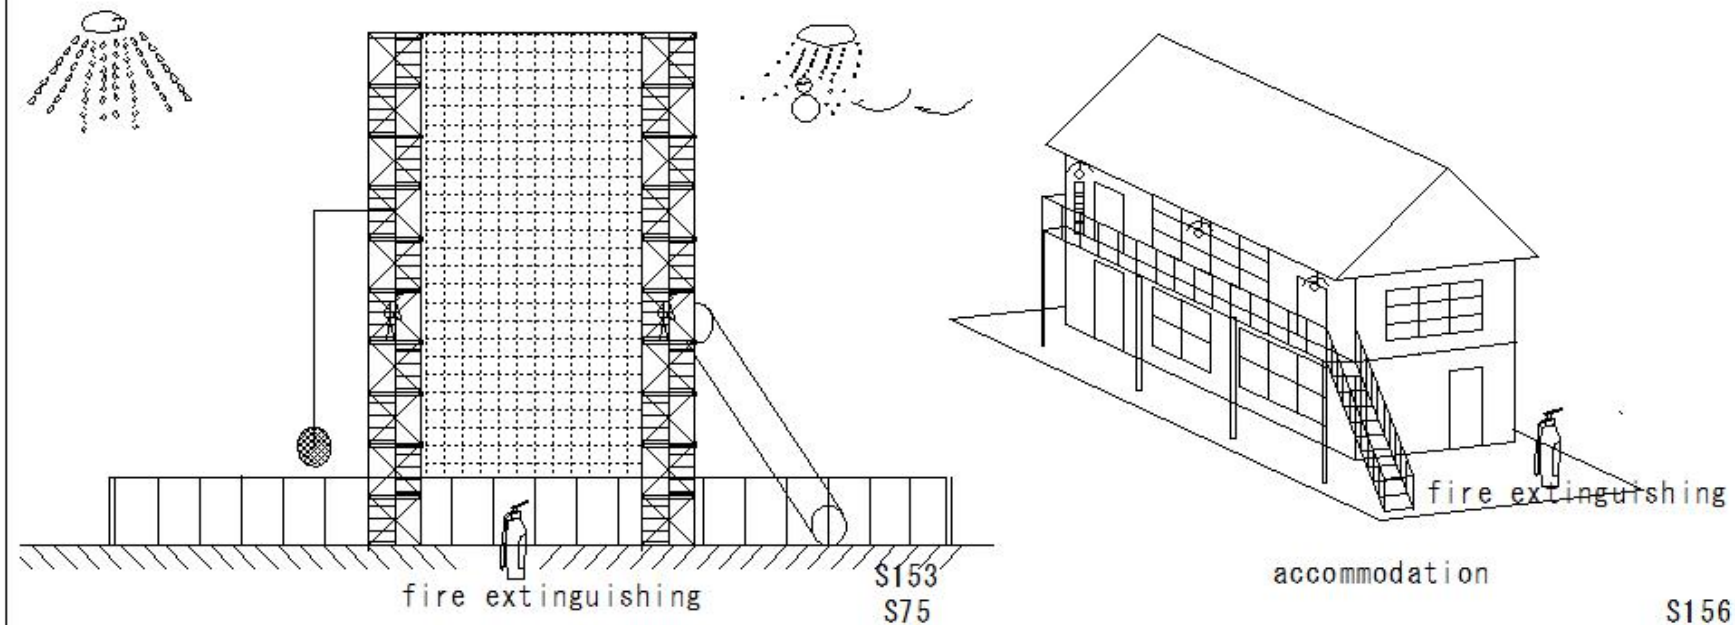 fire extinguishing
S153
S75
fire extinguishing
accommodation
S156